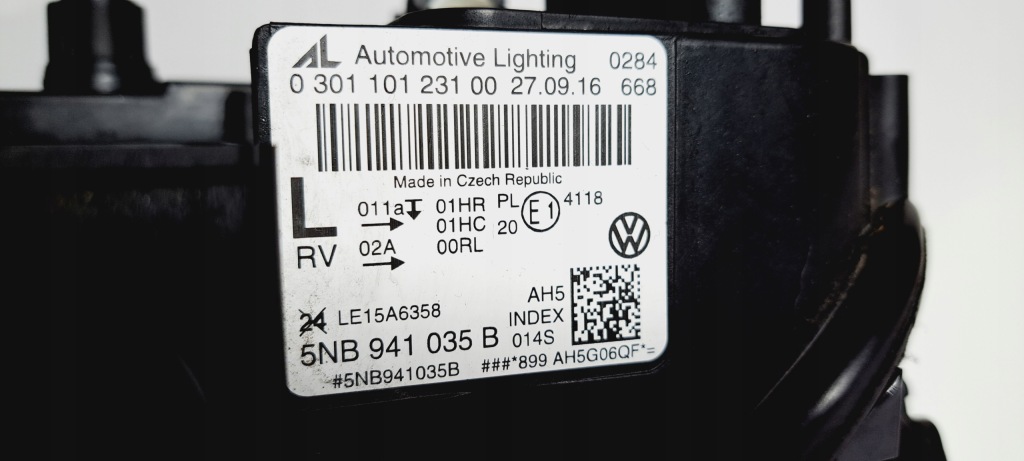 AL Automotive Lighting 0284
0 301 101 231 00 27.09.16 668
Made in Czech Republic
L 011a 01HR PL E1 4118
01HC 20
RV 02A 00RL
24 LE15A6358 AH5
INDEX
5NB 941 035 B 014S
#5NB941035B ###*899 AH5G06QF*=